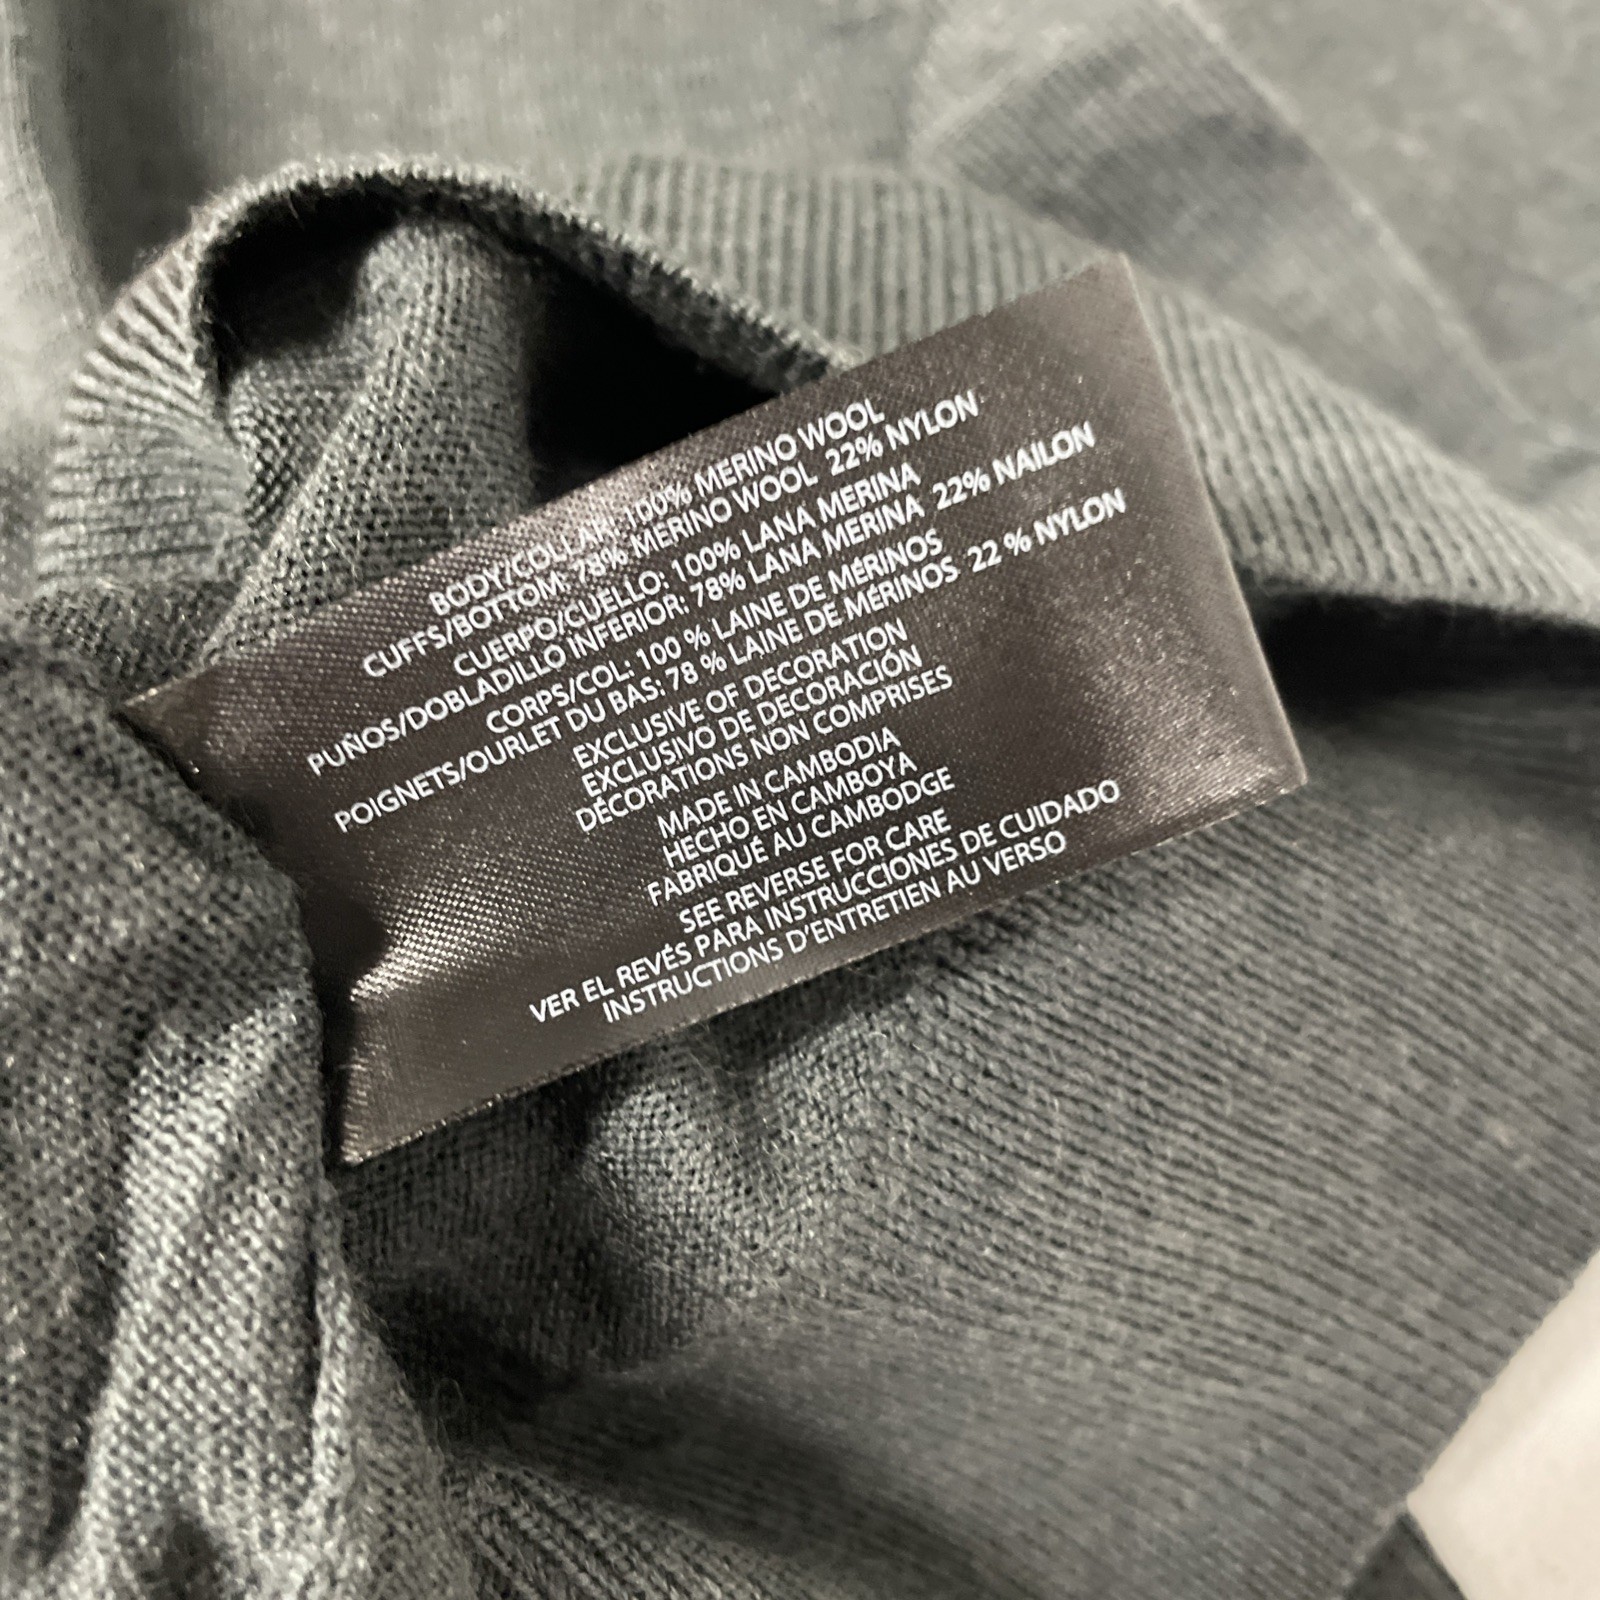 BODY/COLLAR: 100% MERINO WOOL
CUFFS/BOTTOM: 78% MERINO WOOL 22% NYLON
CUERPO/CUELLO: 100% LANA MERINA
PUÑOS/DOBLADILLO INFERIOR: 78% LANA MERINA 22% NAILON
CORPS/COL: 100 % LAINE DE MÉRINOS
POIGNETS/OURLET DU BAS: 78 % LAINE DE MÉRINOS 22 % NYLON
EXCLUSIVE OF DECORATION
EXCLUSIVO DE DECORACIÓN
DÉCORATIONS NON COMPRISES
MADE IN CAMBODIA
HECHO EN CAMBOYA
FABRIQUÉ AU CAMBODGE
SEE REVERSE FOR CARE
VER EL REVÉS PARA INSTRUCCIONES DE CUIDADO
INSTRUCTIONS D'ENTRETIEN AU VERSO